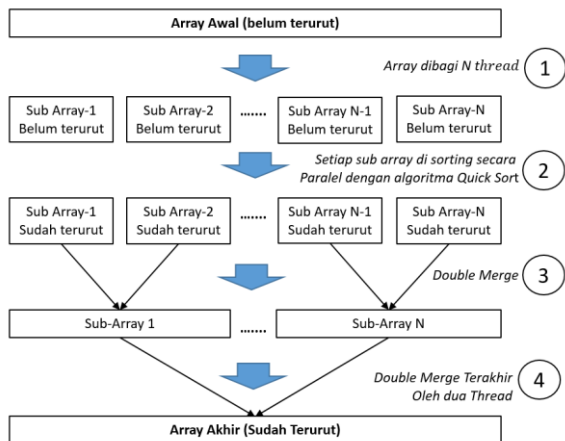 Array Awal (belum terurut)
Array dibagi N thread
1
Sub Array-1
Belum terurut
Sub Array-2
Belum terurut
.......
Sub Array N-1
Belum terurut
Sub Array-N
Belum terurut
Setiap sub array di sorting secara
Paralel dengan algoritma Quick Sort
2
Sub Array-1
Sudah terurut
Sub Array-2
Sudah terurut
.......
Sub Array N-1
Sudah terurut
Sub Array-N
Sudah terurut
Double Merge
3
Sub-Array 1
.......
Sub-Array N
Double Merge Terakhir
Oleh dua Thread
4
Array Akhir (Sudah Terurut)